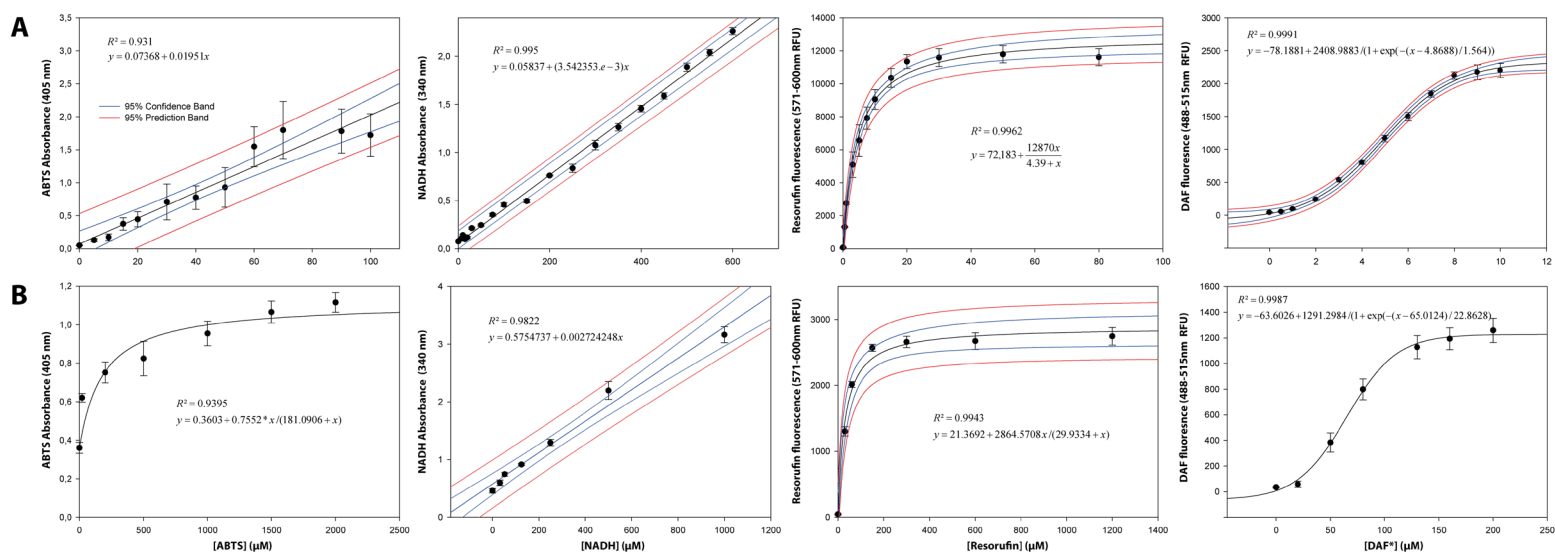 A
ABTS Absorbance (405 nm)
3,5
3,0
2,5
2,0
1,5
1,0
0,5
0,0
R² = 0.931
y = 0.07368 + 0.01951x
95% Confidence Band
95% Prediction Band
0 20 40 60 80 100
NADH Absorbance (340 nm)
2,0
1,5
1,0
0,5
0,0
R² = 0.995
y = 0.05837 + (3.542353.e − 3)x
0 200 400 600
Resorufin fluorescence (571-600nm RFU)
14000
12000
10000
8000
6000
4000
2000
0
R² = 0.9962
y = 72,183 + 12870x / 4.39 + x
0 20 40 60 80 100
DAF fluoresnce (488-515nm RFU)
3000
2500
2000
1500
1000
500
0
R² = 0.9991
y = −78.1881 + 2408.9883/(1 + exp(−(x − 4.8688)/1.564))
0 2 4 6 8 10 12
B
ABTS Absorbance (405 nm)
1,2
1,0
0,8
0,6
0,4
0,2
0,0
R² = 0.9395
y = 0.3603 + 0.7552 * x /(181.0906 + x)
0 500 1000 1500 2000 2500
[ABTS] (µM)
NADH Absorbance (340 nm)
4
3
2
1
0
R² = 0.9822
y = 0.5754737 + 0.002724248x
0 200 400 600 800 1000 1200
[NADH] (µM)
Resorufin fluorescence (571-600nm RFU)
3000
2000
1000
0
R² = 0.9943
y = 21.3692 + 2864.5708x /(29.9334 + x)
0 200 400 600 800 1000 1200 1400
[Resorufin] (µM)
DAF fluoresnce (488-515nm RFU)
1600
1400
1200
1000
800
600
400
200
0
R² = 0.9987
y = −63.6026 + 1291.2984 /(1 + exp(−(x − 65.0124) / 22.8628)
0 50 100 150 200
[DAF*] (µM)